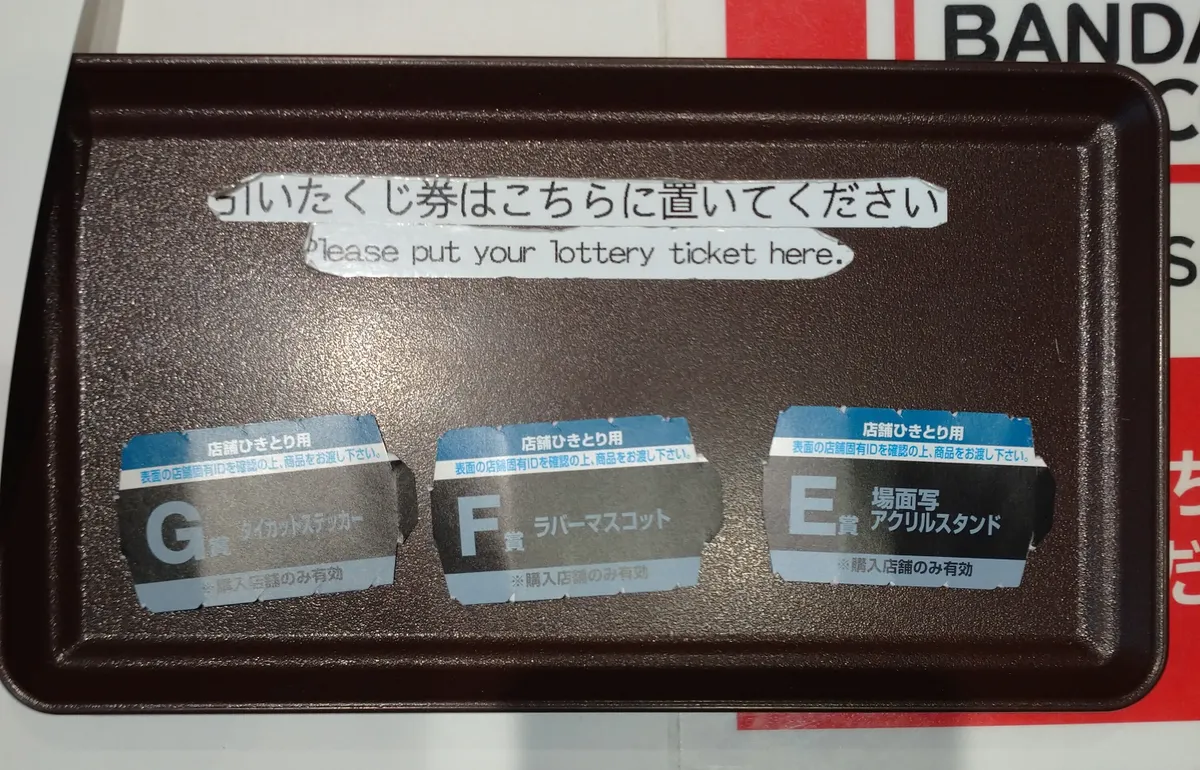 BANDA
C
S
引いたくじ券はこちらに置いてください
Please put your lottery ticket here.
店舗ひきとり用
表面の店舗固有IDを確認の上、商品をお渡し下さい。
G賞
ダイカットステッカー
※購入店舗のみ有効
店舗ひきとり用
表面の店舗固有IDを確認の上、商品をお渡し下さい。
F賞 ラバーマスコット
※購入店舗のみ有効
店舗ひきとり用
表面の店舗固有IDを確認の上、商品をお渡し下さい。
E賞
場面写
アクリルスタンド
※購入店舗のみ有効
ち